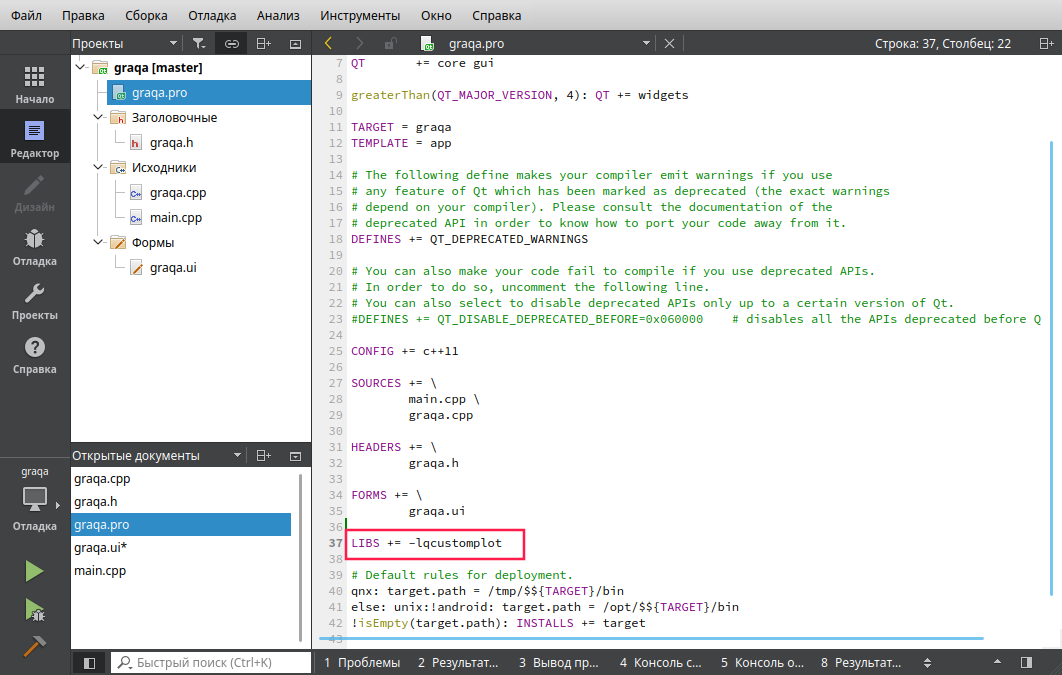 Файл Правка Сборка Отладка Анализ Инструменты Окно Справка
Проекты
graqa.pro
Строка: 37, Столбец: 22
Начало
Редактор
Дизайн
Отладка
Проекты
Справка
graqa
Отладка
graqa [master]
graqa.pro
Заголовочные
graqa.h
Исходники
graqa.cpp
main.cpp
Формы
graqa.ui
Открытые документы
graqa.cpp
graqa.h
graqa.pro
graqa.ui*
main.cpp
7 QT += core gui
8
9 greaterThan(QT_MAJOR_VERSION, 4): QT += widgets
10
11 TARGET = graqa
12 TEMPLATE = app
13
14 # The following define makes your compiler emit warnings if you use
15 # any feature of Qt which has been marked as deprecated (the exact warnings
16 # depend on your compiler). Please consult the documentation of the
17 # deprecated API in order to know how to port your code away from it.
18 DEFINES += QT_DEPRECATED_WARNINGS
19
20 # You can also make your code fail to compile if you use deprecated APIs.
21 # In order to do so, uncomment the following line.
22 # You can also select to disable deprecated APIs only up to a certain version of Qt.
23 #DEFINES += QT_DISABLE_DEPRECATED_BEFORE=0x060000 # disables all the APIs deprecated before Q
24
25 CONFIG += c++11
26
27 SOURCES += \
28 main.cpp \
29 graqa.cpp
30
31 HEADERS += \
32 graqa.h
33
34 FORMS += \
35 graqa.ui
36
37 LIBS += -lqcustomplot
38
39 # Default rules for deployment.
40 qnx: target.path = /tmp/$${TARGET}/bin
41 else: unix:!android: target.path = /opt/$${TARGET}/bin
42 !isEmpty(target.path): INSTALLS += target
43
Быстрый поиск (Ctrl+K)
1 Проблемы 2 Результат... 3 Вывод пр... 4 Консоль с... 5 Консоль о... 8 Результат...